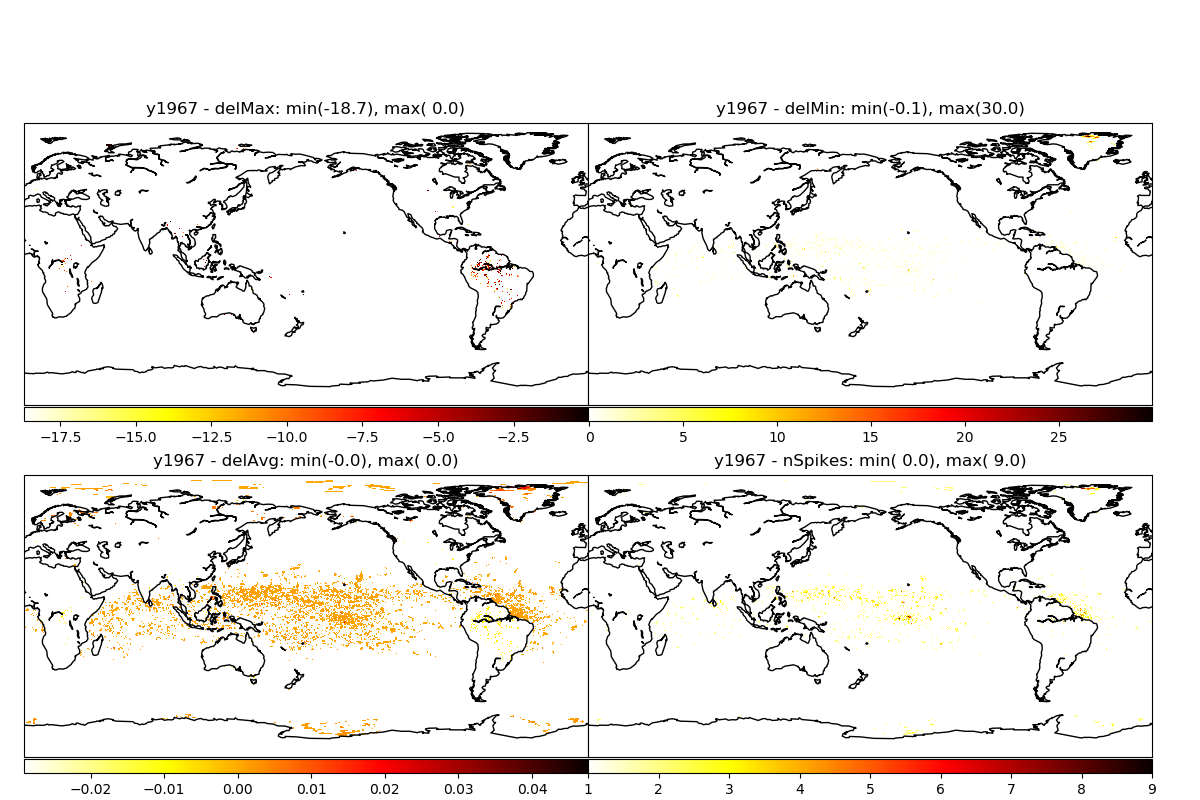 y1967 - delMax: min(-18.7), max( 0.0)
y1967 - delMin: min(-0.1), max(30.0)
−17.5 −15.0 −12.5 −10.0 −7.5 −5.0 −2.5
0 5 10 15 20 25
y1967 - delAvg: min(-0.0), max( 0.0)
y1967 - nSpikes: min( 0.0), max( 9.0)
−0.02 −0.01 0.00 0.01 0.02 0.03 0.04
1 2 3 4 5 6 7 8 9